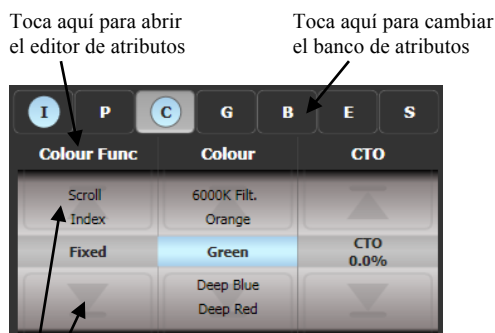 Toca aquí para abrir
el editor de atributos
Toca aquí para cambiar
el banco de atributos
I P C G B E S
Colour Func Colour CTO
Scroll 6000K Filt.
Index Orange
Fixed Green CTO
0.0%
Deep Blue
Deep Red